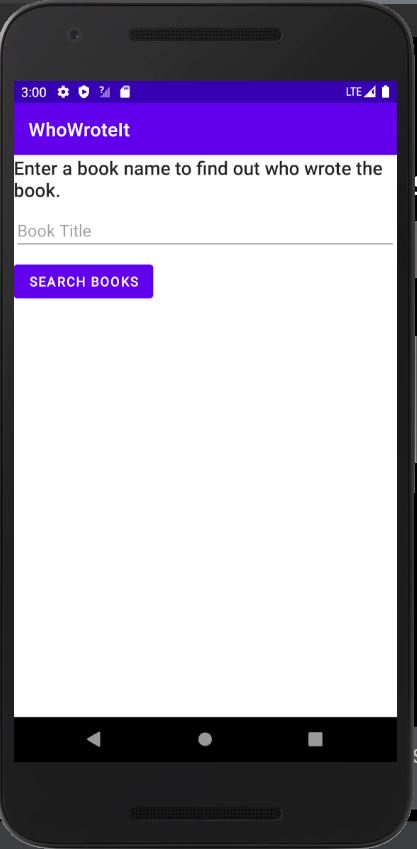 3:00 LTE
WhoWroteIt
Enter a book name to find out who wrote the
book.
Book Title
SEARCH BOOKS